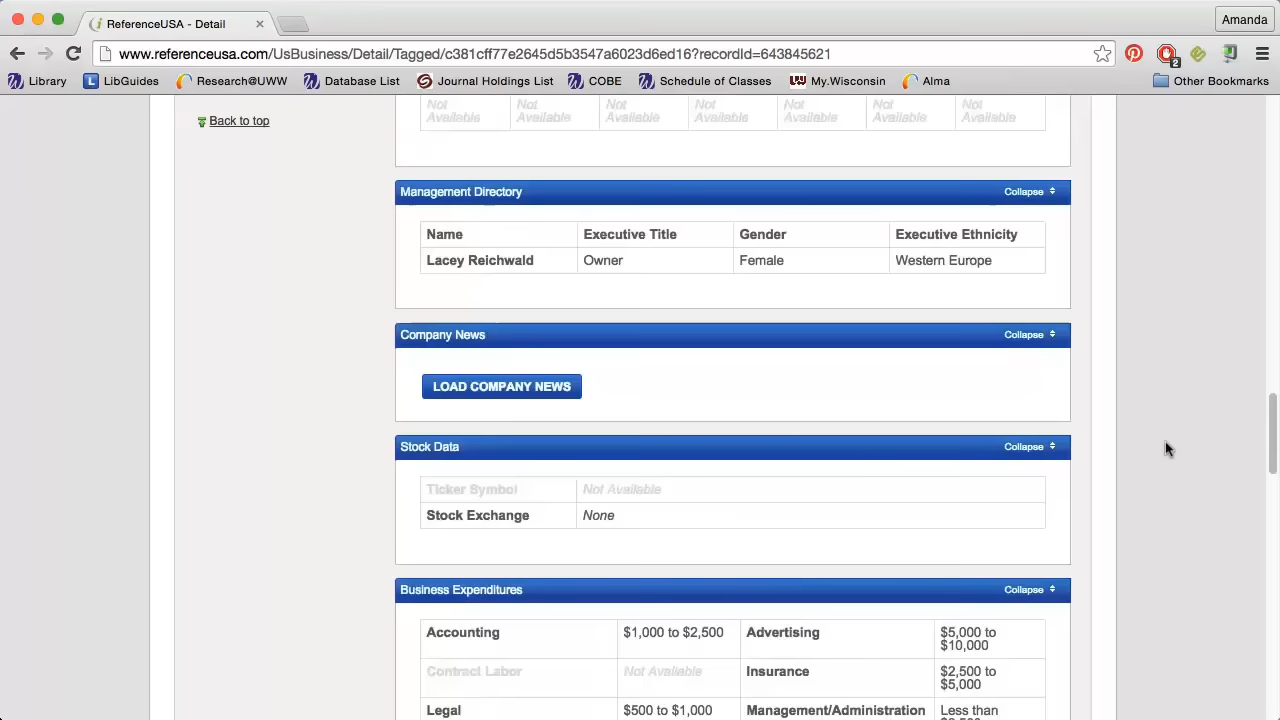 ReferenceUSA - Detail
Amanda
www.referenceusa.com/UsBusiness/Detail/Tagged/c381cff77e2645d5b3547a6023d6ed16?recordId=643845621
2
Library LibGuides Research@UWW Database List Journal Holdings List COBE Schedule of Classes My.Wisconsin Alma Other Bookmarks
Back to top
Not Available Not Available Not Available Not Available Not Available Not Available Not Available
Management Directory Collapse
Name Executive Title Gender Executive Ethnicity
Lacey Reichwald Owner Female Western Europe
Company News Collapse
LOAD COMPANY NEWS
Stock Data Collapse
Ticker Symbol Not Available
Stock Exchange None
Business Expenditures Collapse
Accounting $1,000 to $2,500 Advertising $5,000 to $10,000
Contract Labor Not Available Insurance $2,500 to $5,000
Legal $500 to $1,000 Management/Administration Less than